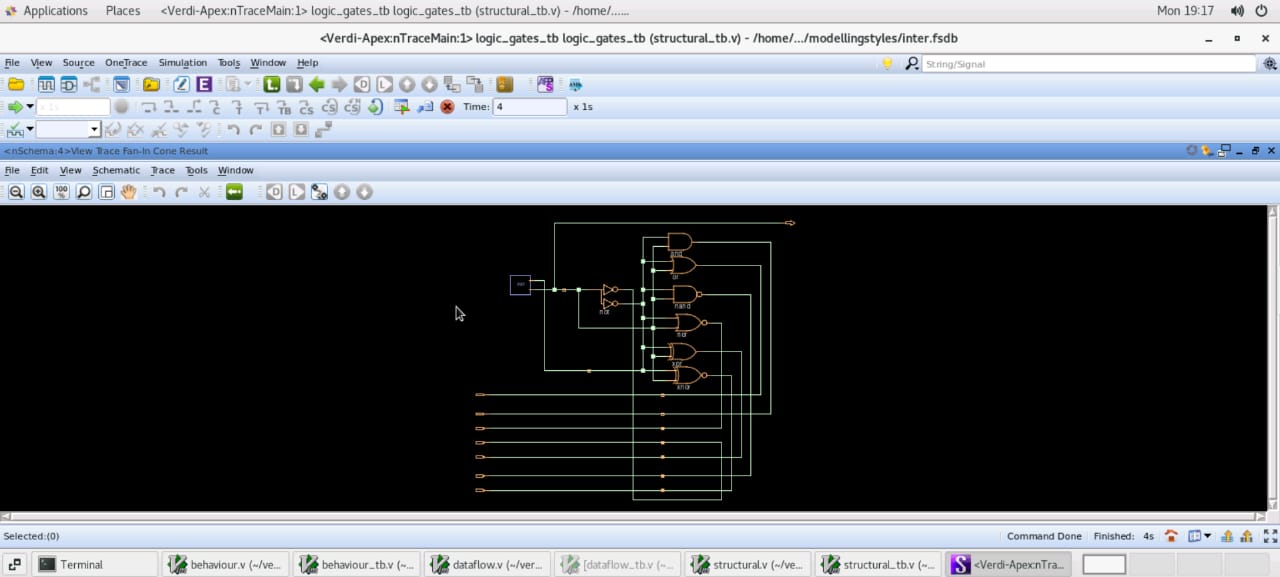 Applications Places <Verdi-Apex:nTraceMain:1> logic_gates_tb logic_gates_tb (structural_tb.v) - /home/...... Mon 19:17
<Verdi-Apex:nTraceMain:1> logic_gates_tb logic_gates_tb (structural_tb.v) - /home/.../modellingstyles/inter.fsdb
File View Source OneTrace Simulation Tools Window Help String/Signal
x 1s Time: 4 x 1s
<nSchema:4>View Trace Fan-In Cone Result
File Edit View Schematic Trace Tools Window
100 %
and
or
nand
not
nor
xor
xnor
Selected:(0) Command Done Finished: 4s
Terminal behaviour.v (~/ve... behaviour_tb.v (~... dataflow.v (~/ver... [dataflow_tb.v (~... structural.v (~/ve... structural_tb.v (~... <Verdi-Apex:nTra...